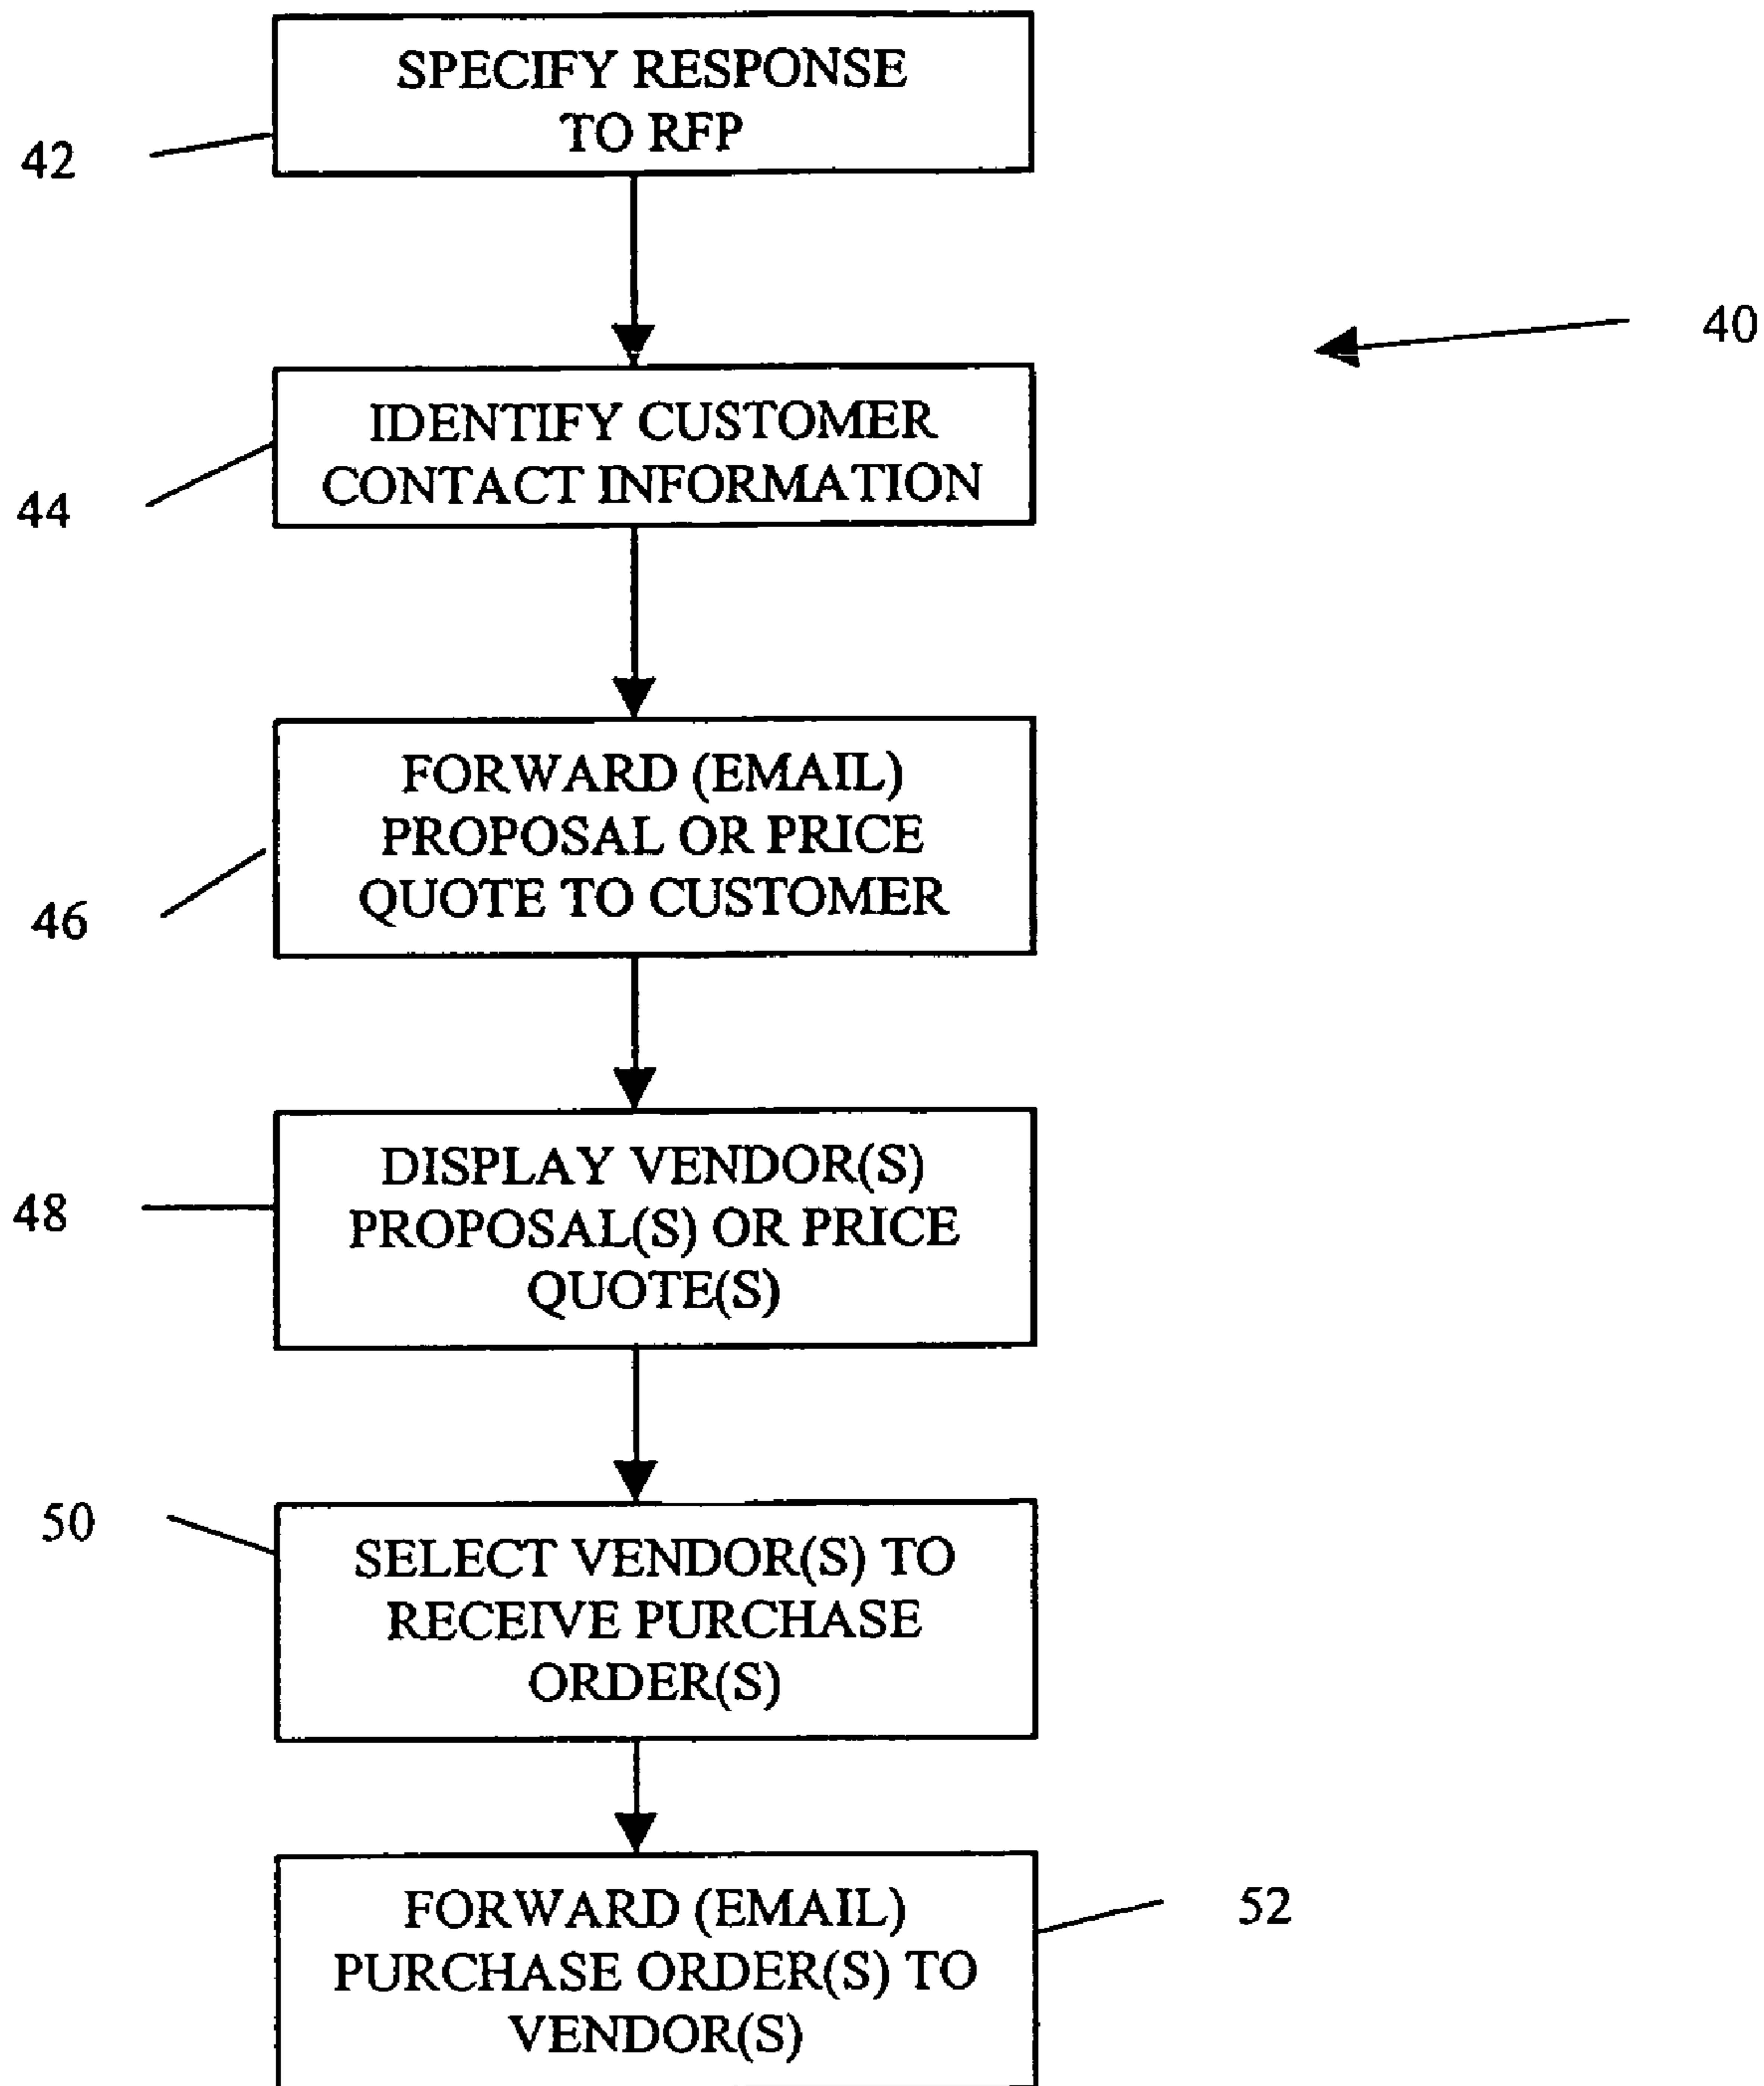 SPECIFY RESPONSE
TO RFP
42
40
IDENTIFY CUSTOMER
CONTACT INFORMATION
44
FORWARD (EMAIL)
PROPOSAL OR PRICE
QUOTE TO CUSTOMER
46
DISPLAY VENDOR(S)
PROPOSAL(S) OR PRICE
QUOTE(S)
48
50
SELECT VENDOR(S) TO
RECEIVE PURCHASE
ORDER(S)
FORWARD (EMAIL)
PURCHASE ORDER(S) TO
VENDOR(S)
52